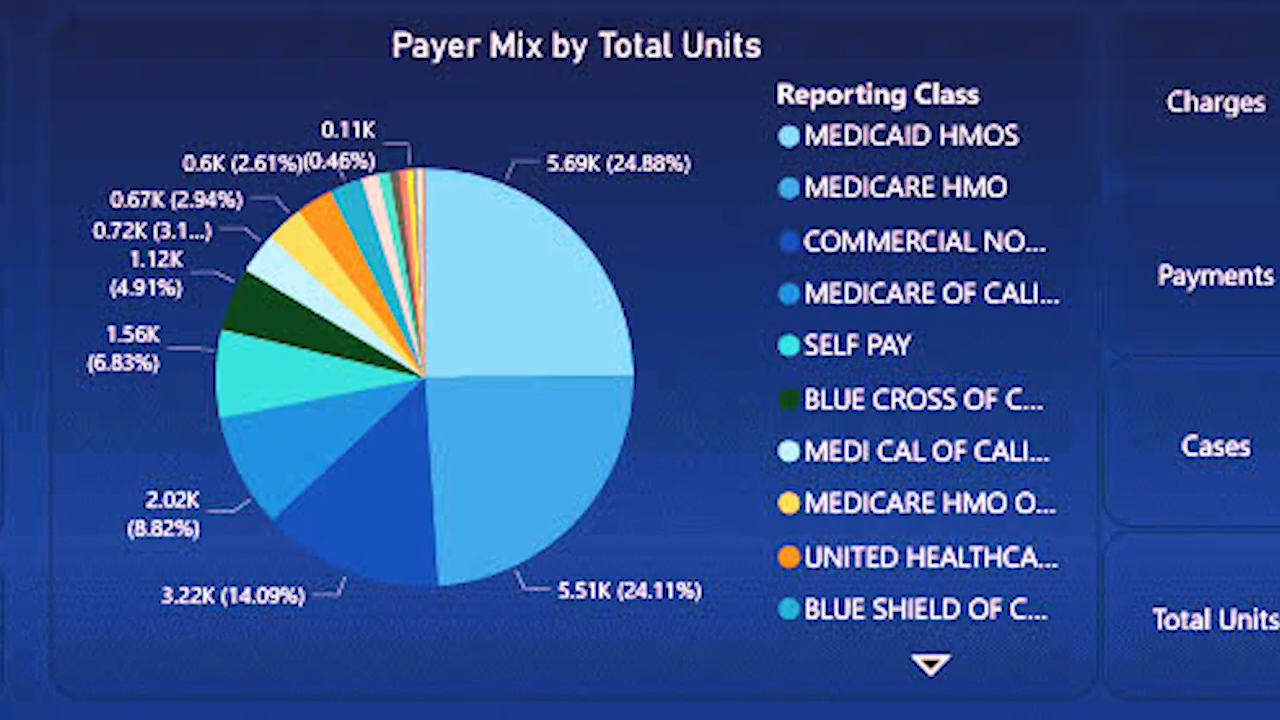 Payer Mix by Total Units
0.11K
0.6K (2.61%)(0.46%)
5.69K (24.88%)
0.67K (2.94%)
0.72K (3.1...)
1.12K
(4.91%)
1.56K
(6.83%)
2.02K
(8.82%)
3.22K (14.09%)
5.51K (24.11%)
Reporting Class
MEDICAID HMOS
MEDICARE HMO
COMMERCIAL NO...
MEDICARE OF CALI...
SELF PAY
BLUE CROSS OF C...
MEDI CAL OF CALI...
MEDICARE HMO O...
UNITED HEALTHCA...
BLUE SHIELD OF C...
Charges
Payments
Cases
Total Units